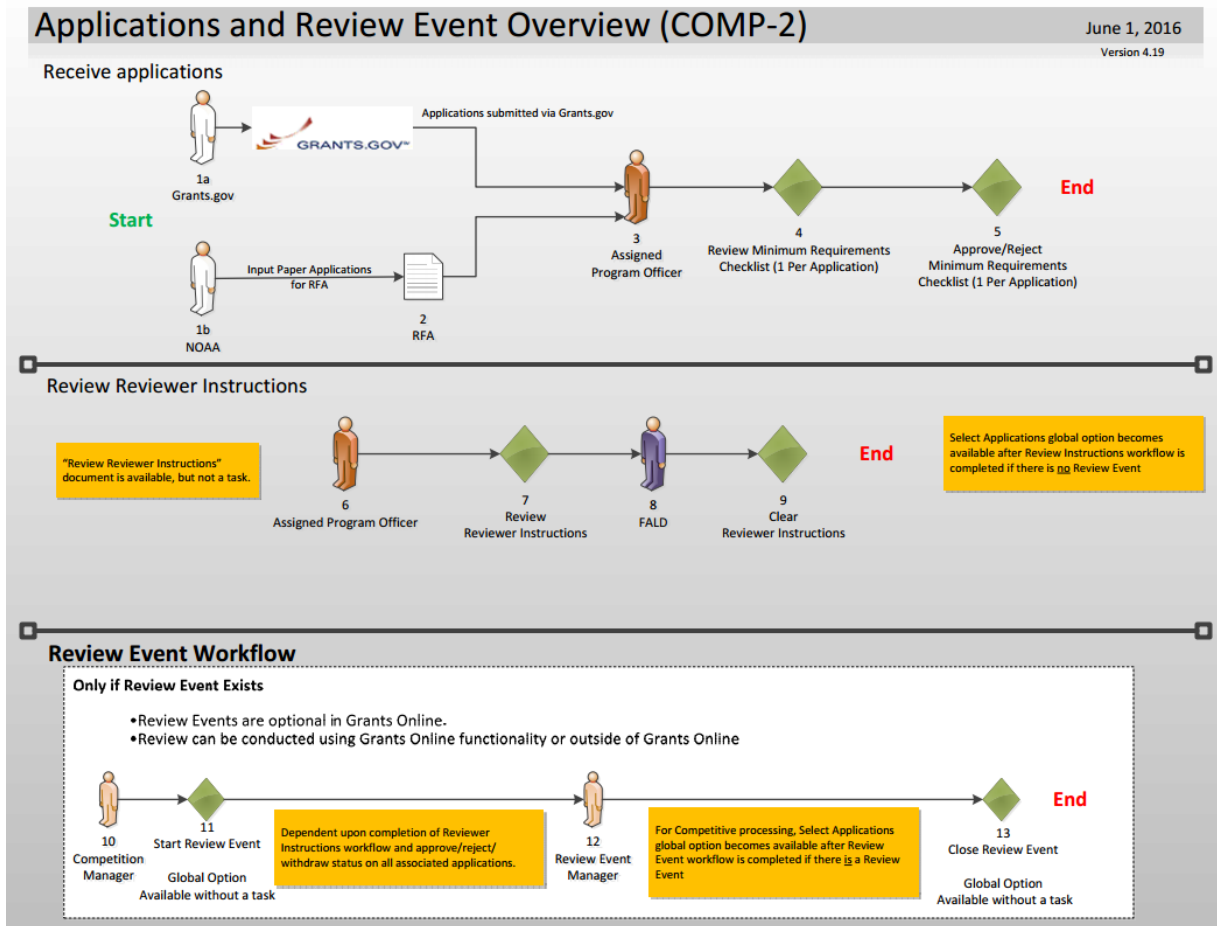 Applications and Review Event Overview (COMP-2)
June 1, 2016
Version 4.19
Receive applications
Applications submitted via Grants.gov
GRANTS.GOV℠
1a
Grants.gov
Start
3
Assigned
Program Officer
4
Review Minimum Requirements
Checklist (1 Per Application)
5
Approve/Reject
Minimum Requirements
Checklist (1 Per Application)
End
Input Paper Applications
for RFA
1b
NOAA
2
RFA
Review Reviewer Instructions
"Review Reviewer Instructions"
document is available, but not a task.
6
Assigned Program Officer
7
Review
Reviewer Instructions
8
FALD
9
Clear
Reviewer Instructions
End
Select Applications global option becomes
available after Review Instructions workflow is
completed if there is no Review Event
Review Event Workflow
Only if Review Event Exists
•Review Events are optional in Grants Online.
•Review can be conducted using Grants Online functionality or outside of Grants Online
10
Competition
Manager
11
Start Review Event
Global Option
Available without a task
Dependent upon completion of Reviewer
Instructions workflow and approve/reject/
withdraw status on all associated applications.
12
Review Event
Manager
For Competitive processing, Select Applications
global option becomes available after Review
Event workflow is completed if there is a Review
Event
13
Close Review Event
Global Option
Available without a task
End